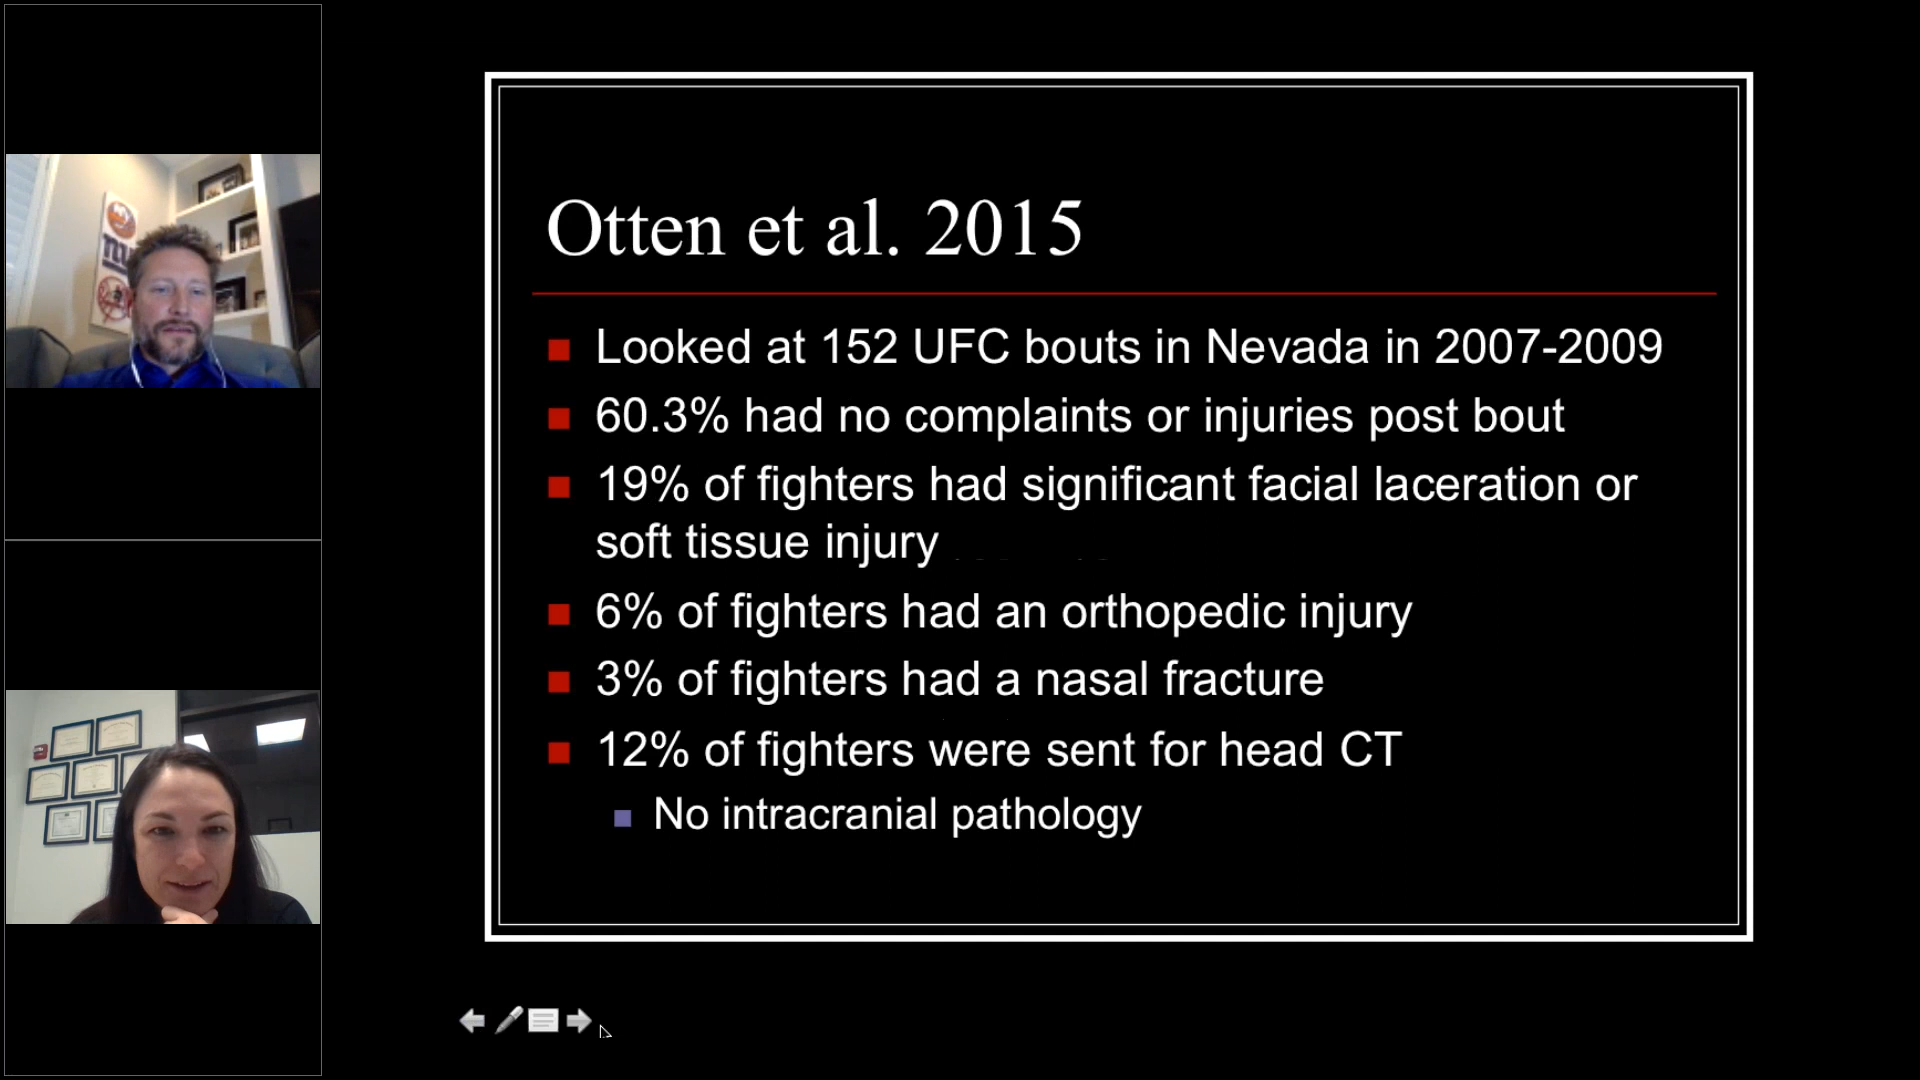 Otten et al. 2015
Looked at 152 UFC bouts in Nevada in 2007-2009
60.3% had no complaints or injuries post bout
19% of fighters had significant facial laceration or
soft tissue injury
6% of fighters had an orthopedic injury
3% of fighters had a nasal fracture
12% of fighters were sent for head CT
No intracranial pathology